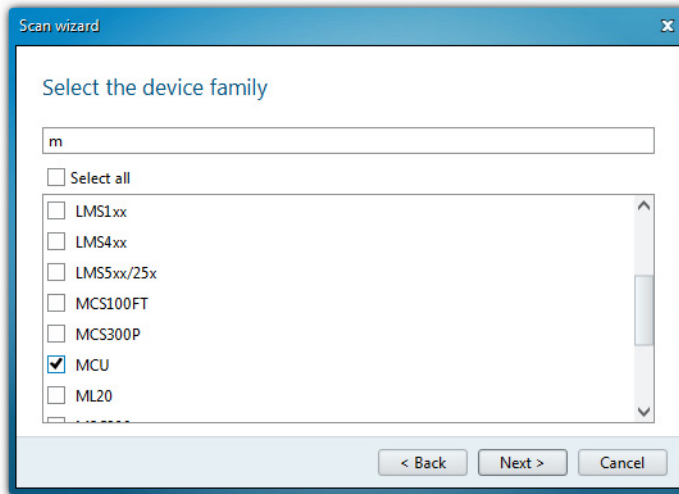 Scan wizard
Select the device family
m
Select all
LMS1xx
LMS4xx
LMS5xx/25x
MCS100FT
MCS300P
MCU
ML20
< Back Next > Cancel